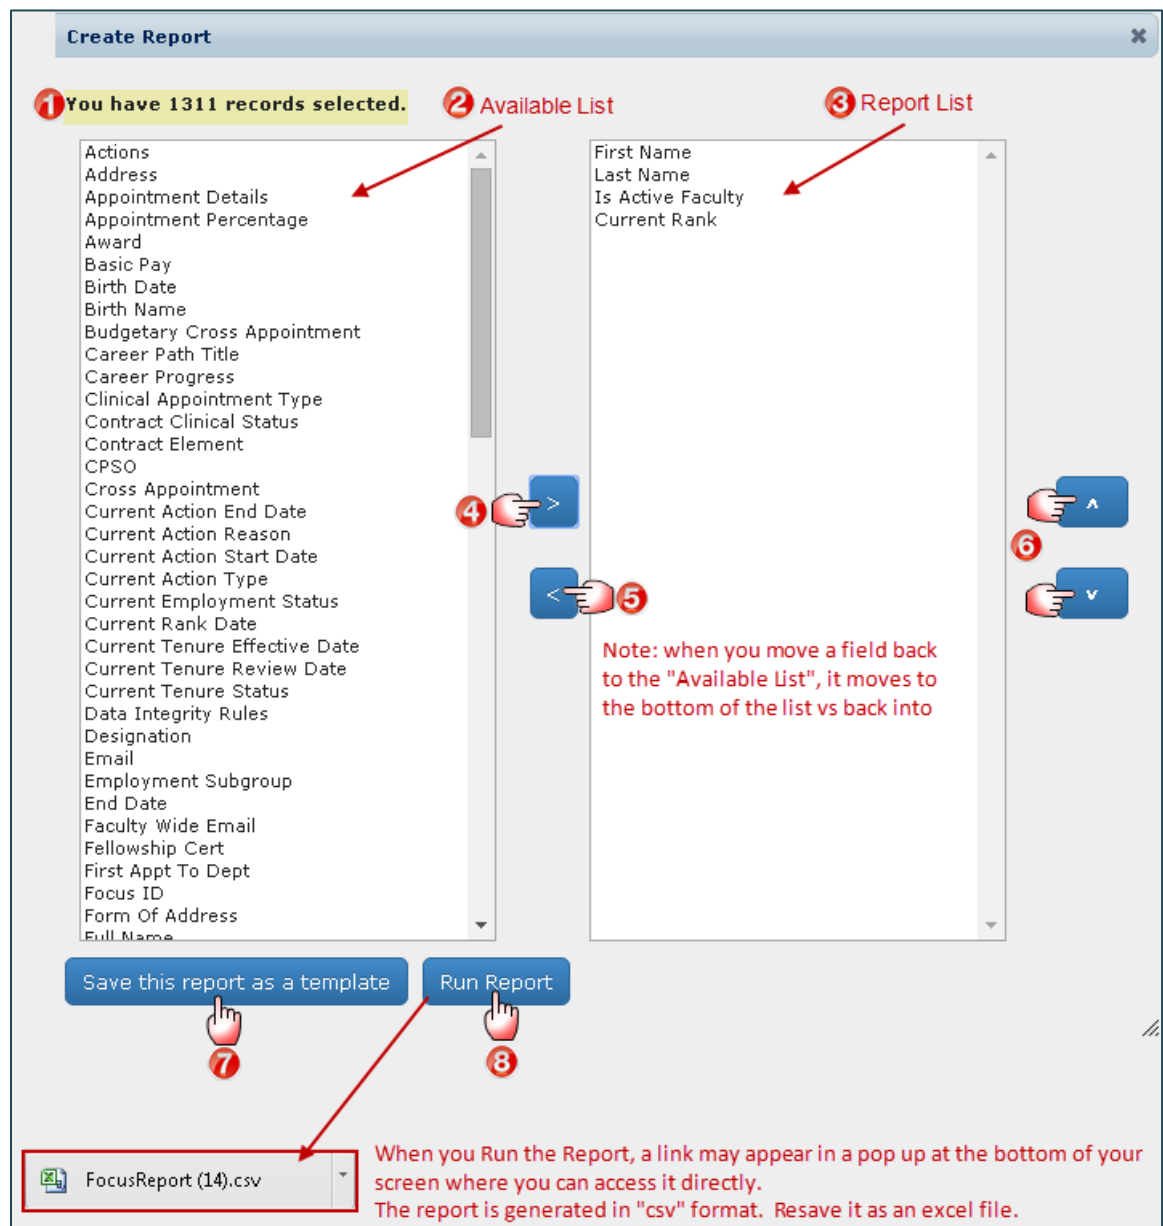 Create Report
1 You have 1311 records selected.
2 Available List
3 Report List
Actions
Address
Appointment Details
Appointment Percentage
Award
Basic Pay
Birth Date
Birth Name
Budgetary Cross Appointment
Career Path Title
Career Progress
Clinical Appointment Type
Contract Clinical Status
Contract Element
CPSO
Cross Appointment
Current Action End Date
Current Action Reason
Current Action Start Date
Current Action Type
Current Employment Status
Current Rank Date
Current Tenure Effective Date
Current Tenure Review Date
Current Tenure Status
Data Integrity Rules
Designation
Email
Employment Subgroup
End Date
Faculty Wide Email
Fellowship Cert
First Appt To Dept
Focus ID
Form Of Address
Full Name
First Name
Last Name
Is Active Faculty
Current Rank
4 >
< 5
^
6
v
Note: when you move a field back
to the "Available List", it moves to
the bottom of the list vs back into
Save this report as a template
Run Report
7
8
FocusReport (14).csv
When you Run the Report, a link may appear in a pop up at the bottom of your
screen where you can access it directly.
The report is generated in "csv" format. Resave it as an excel file.